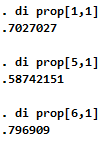 . di prop[1,1]
.7027027
. di prop[5,1]
.58742151
. di prop[6,1]
.796909